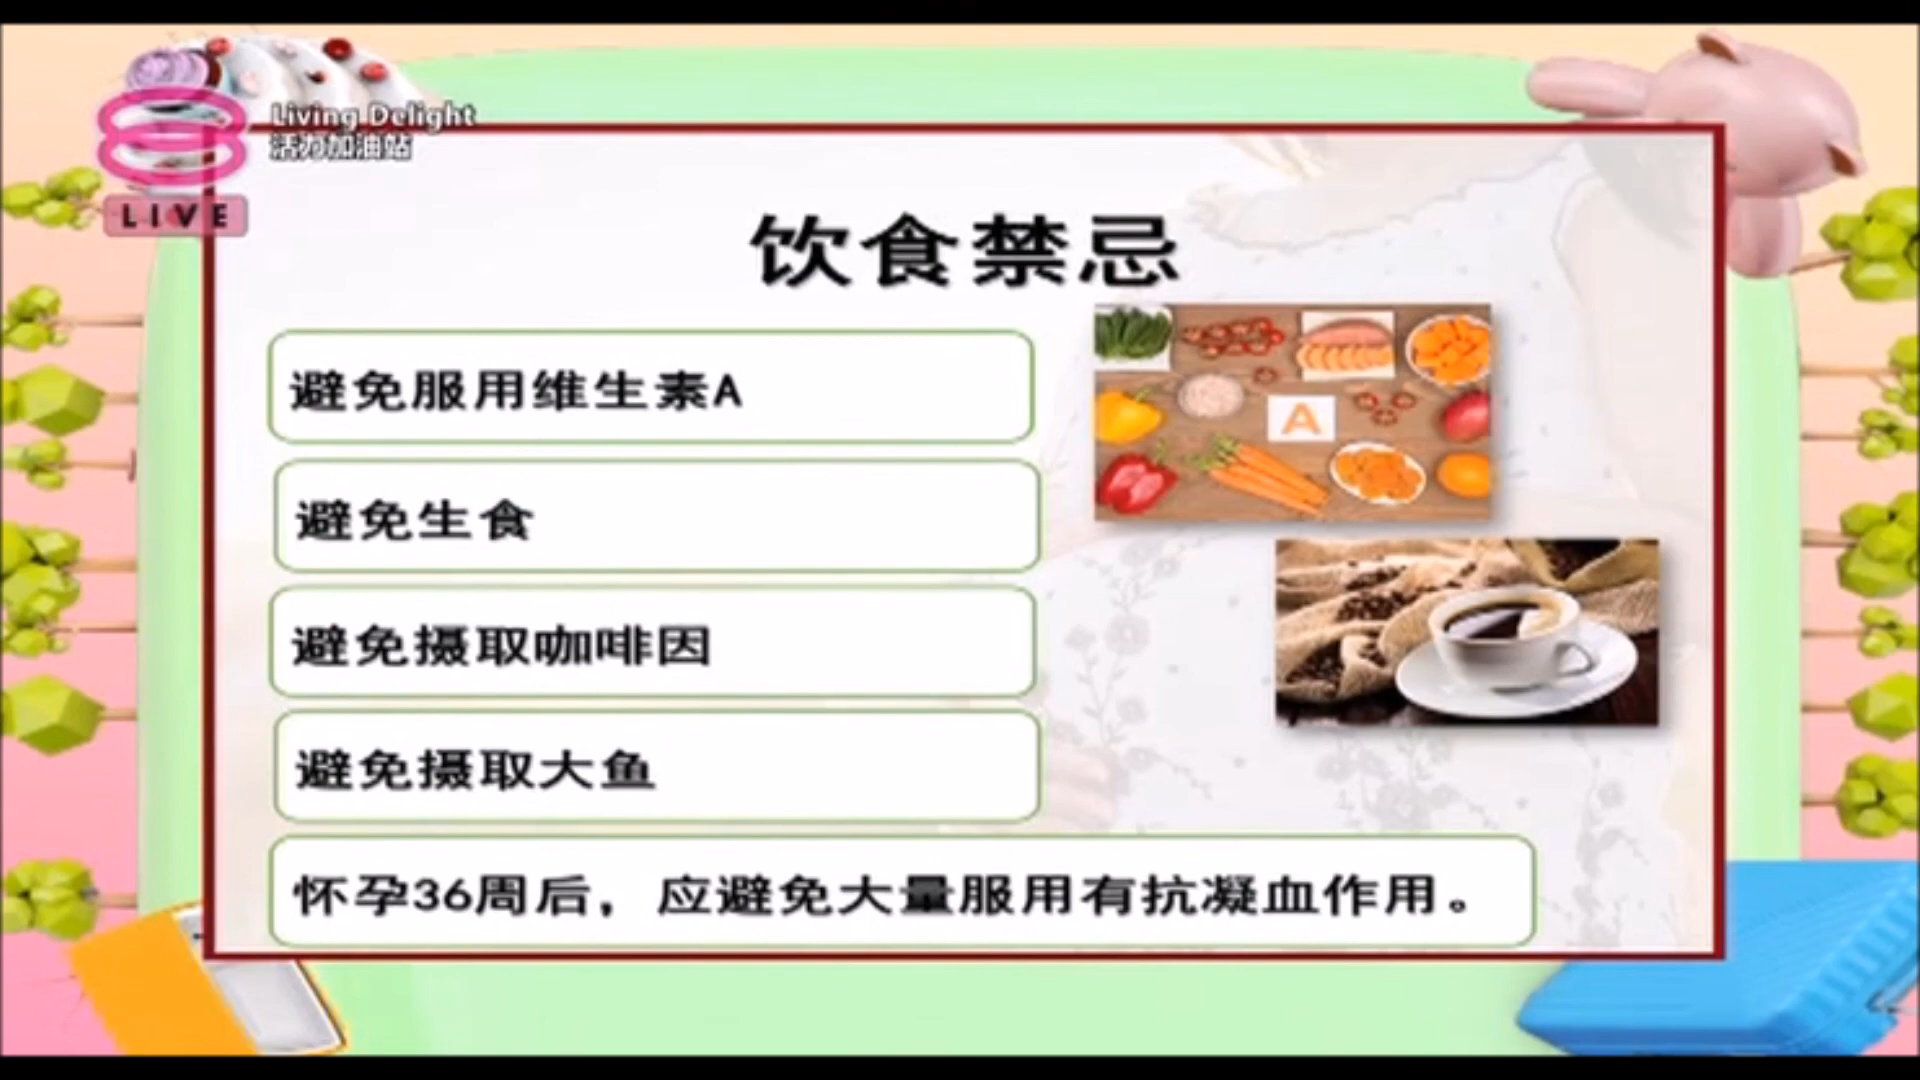 Living Delight
活力加油站
LIVE
饮食禁忌
避免服用维生素A
避免生食
A
避免摄取咖啡因
避免摄取大鱼
怀孕36周后，应避免大量服用有抗凝血作用。